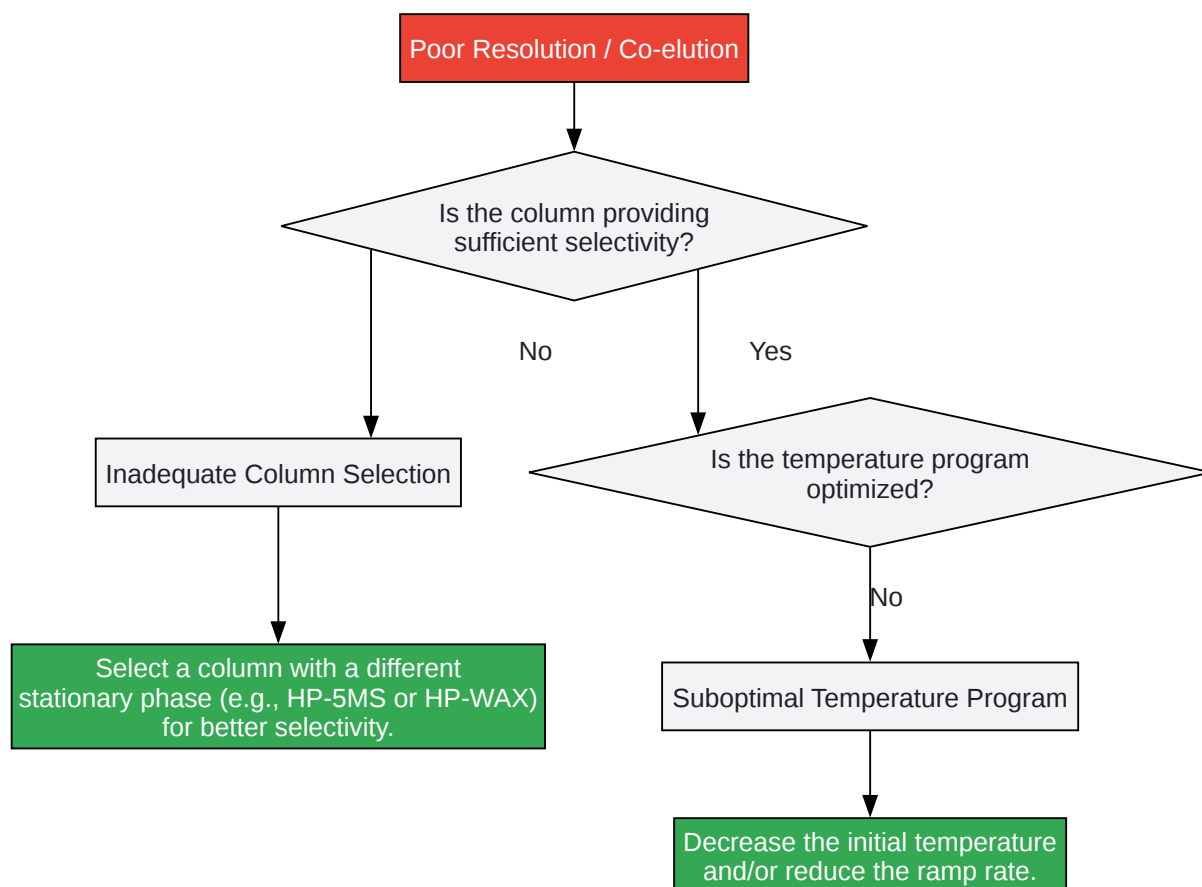 Poor Resolution / Co-elution
Is the column providing
sufficient selectivity?
No
Yes
Inadequate Column Selection
Is the temperature program
optimized?
No
Select a column with a different
stationary phase (e.g., HP-5MS or HP-WAX)
for better selectivity.
Suboptimal Temperature Program
Decrease the initial temperature
and/or reduce the ramp rate.